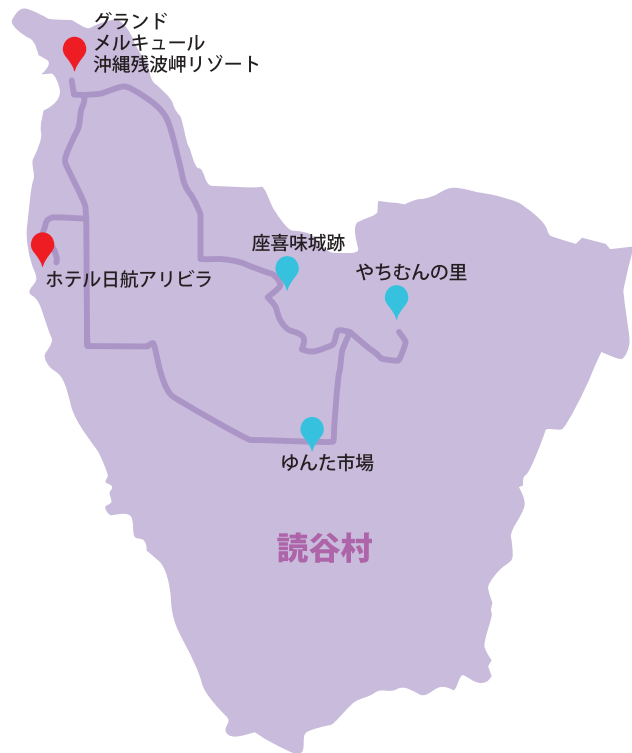 グランド
メルキュール
沖縄残波岬リゾート
座喜味城跡
やちむんの里
ホテル日航アリビラ
ゆんた市場
読谷村